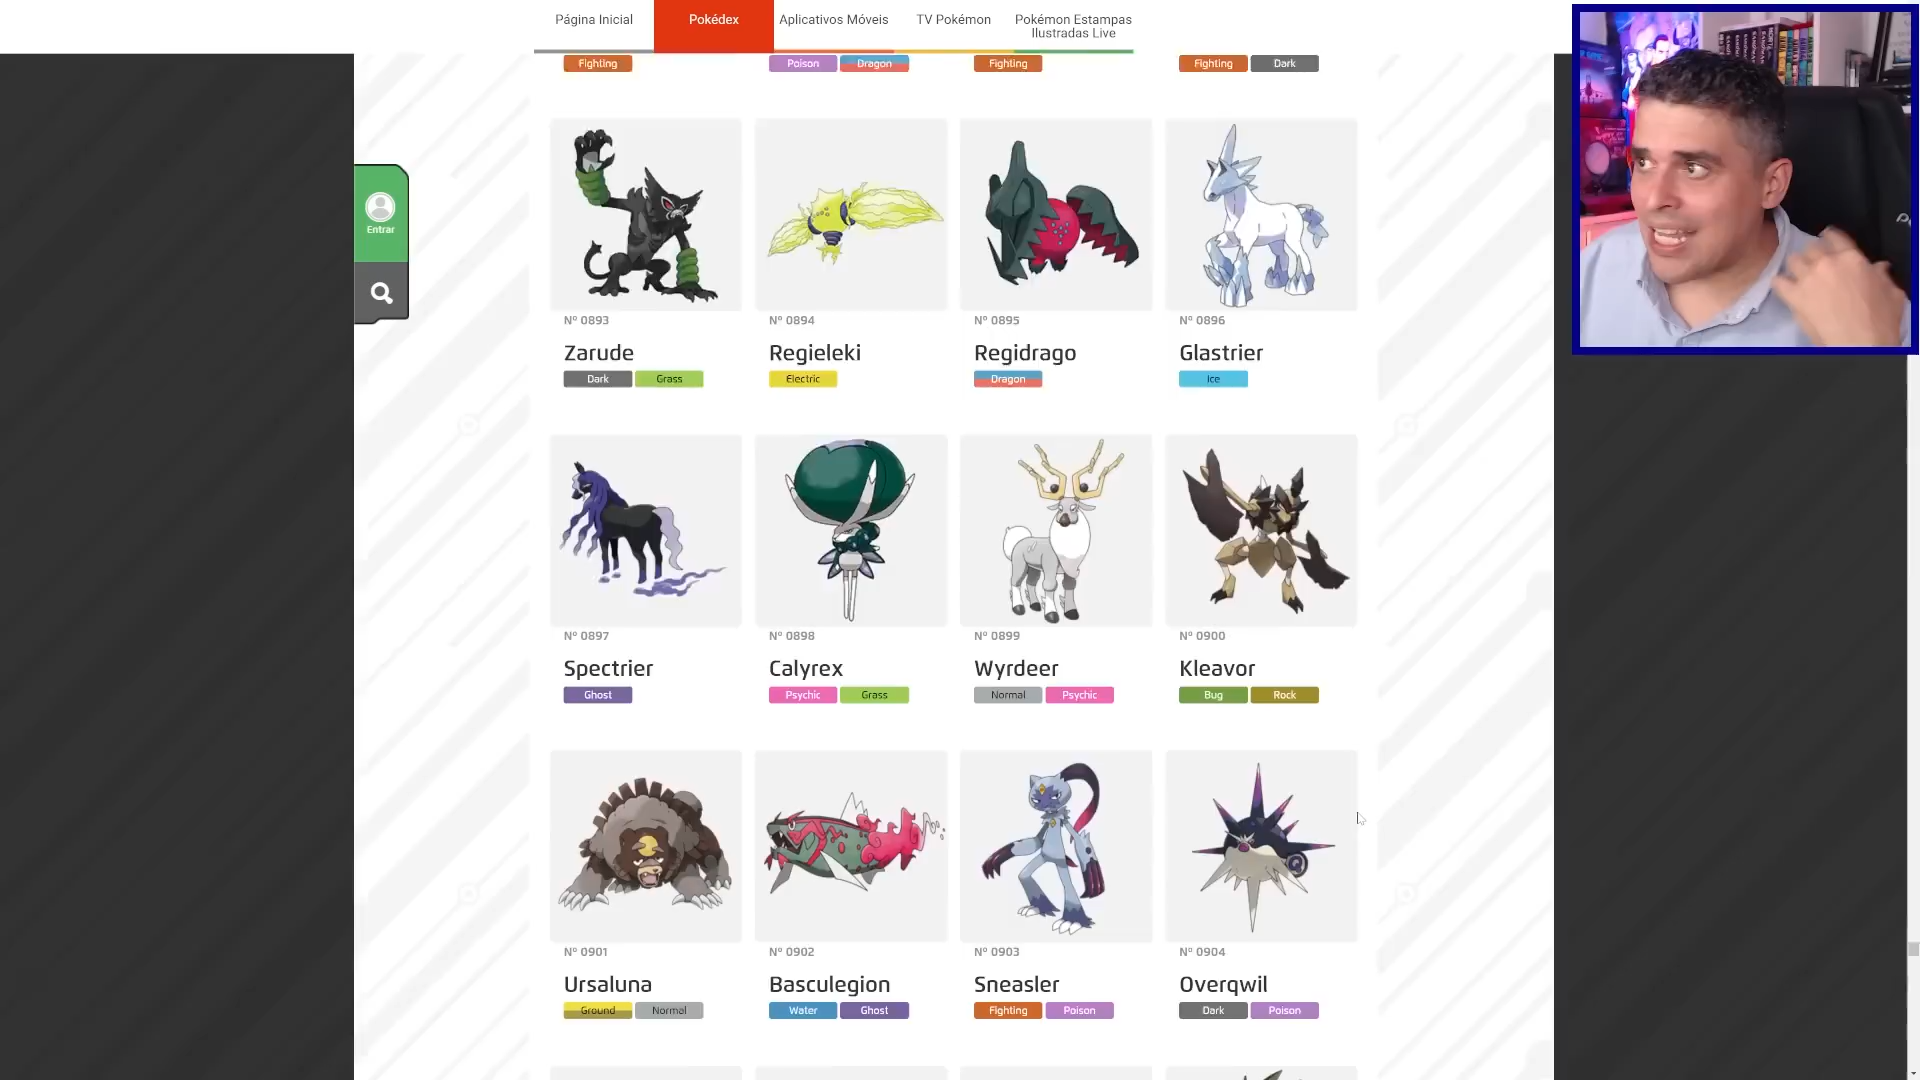 Página Inicial
Pokédex
Aplicativos Móveis
TV Pokémon
Pokémon Estampas
Ilustradas Live
Fighting
Poison Dragon
Fighting
Fighting Dark
Entrar
Nº 0893
Zarude
Dark Grass
Nº 0894
Regieleki
Electric
Nº 0895
Regidrago
Dragon
Nº 0896
Glastrier
Ice
Nº 0897
Spectrier
Ghost
Nº 0898
Calyrex
Psychic Grass
Nº 0899
Wyrdeer
Normal Psychic
Nº 0900
Kleavor
Bug Rock
Nº 0901
Ursaluna
Ground Normal
Nº 0902
Basculegion
Water Ghost
Nº 0903
Sneasler
Fighting Poison
Nº 0904
Overqwil
Dark Poison